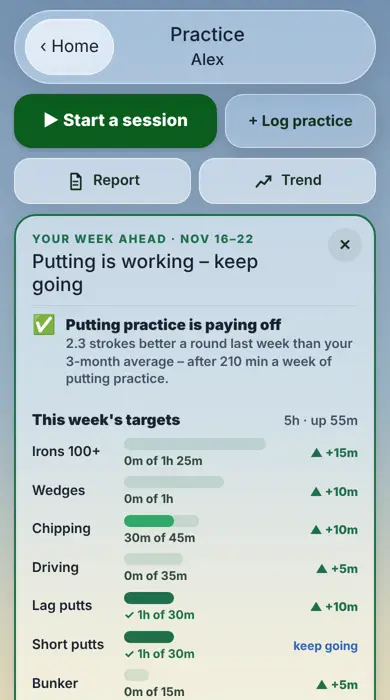 ‹ Home
Practice
Alex
▶ Start a session
+ Log practice
Report
Trend
YOUR WEEK AHEAD · NOV 16–22
✕
Putting is working – keep
going
✅ Putting practice is paying off
2.3 strokes better a round last week than your
3-month average – after 210 min a week of
putting practice.
This week's targets
5h · up 55m
Irons 100+
0m of 1h 25m
▲ +15m
Wedges
0m of 1h
▲ +10m
Chipping
30m of 45m
▲ +10m
Driving
0m of 35m
▲ +5m
Lag putts
✓ 1h of 30m
▲ +10m
Short putts
✓ 1h of 30m
keep going
Bunker
0m of 15m
▲ +5m